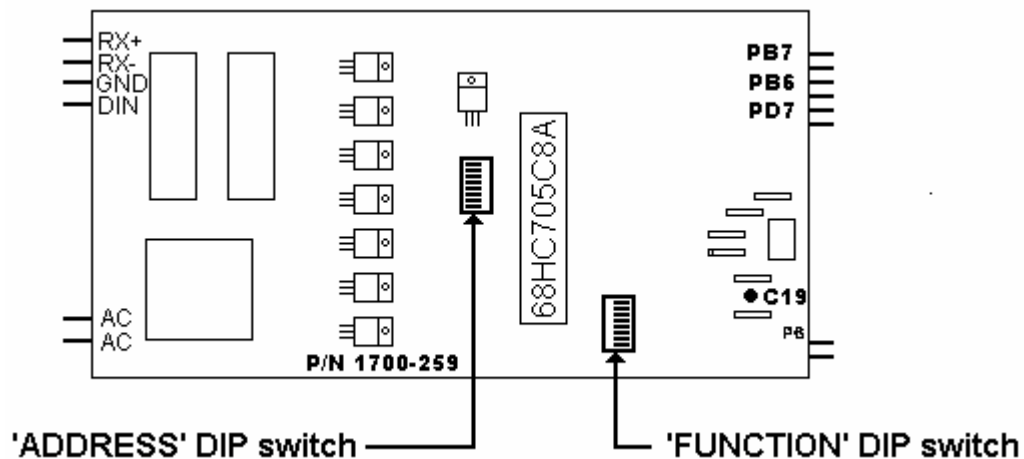 RX+
RX-
GND
DIN
AC
AC
P/N 1700-259
68HC705C8A
PB7
PB6
PD7
C19
P6
'ADDRESS' DIP switch
'FUNCTION' DIP switch